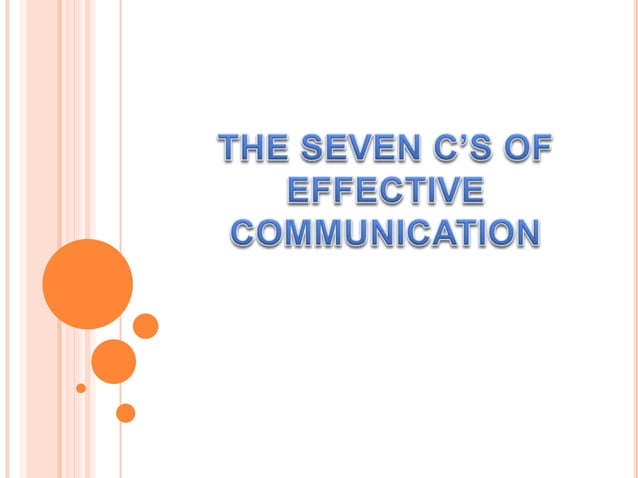 THE SEVEN C’S OF
EFFECTIVE
COMMUNICATION